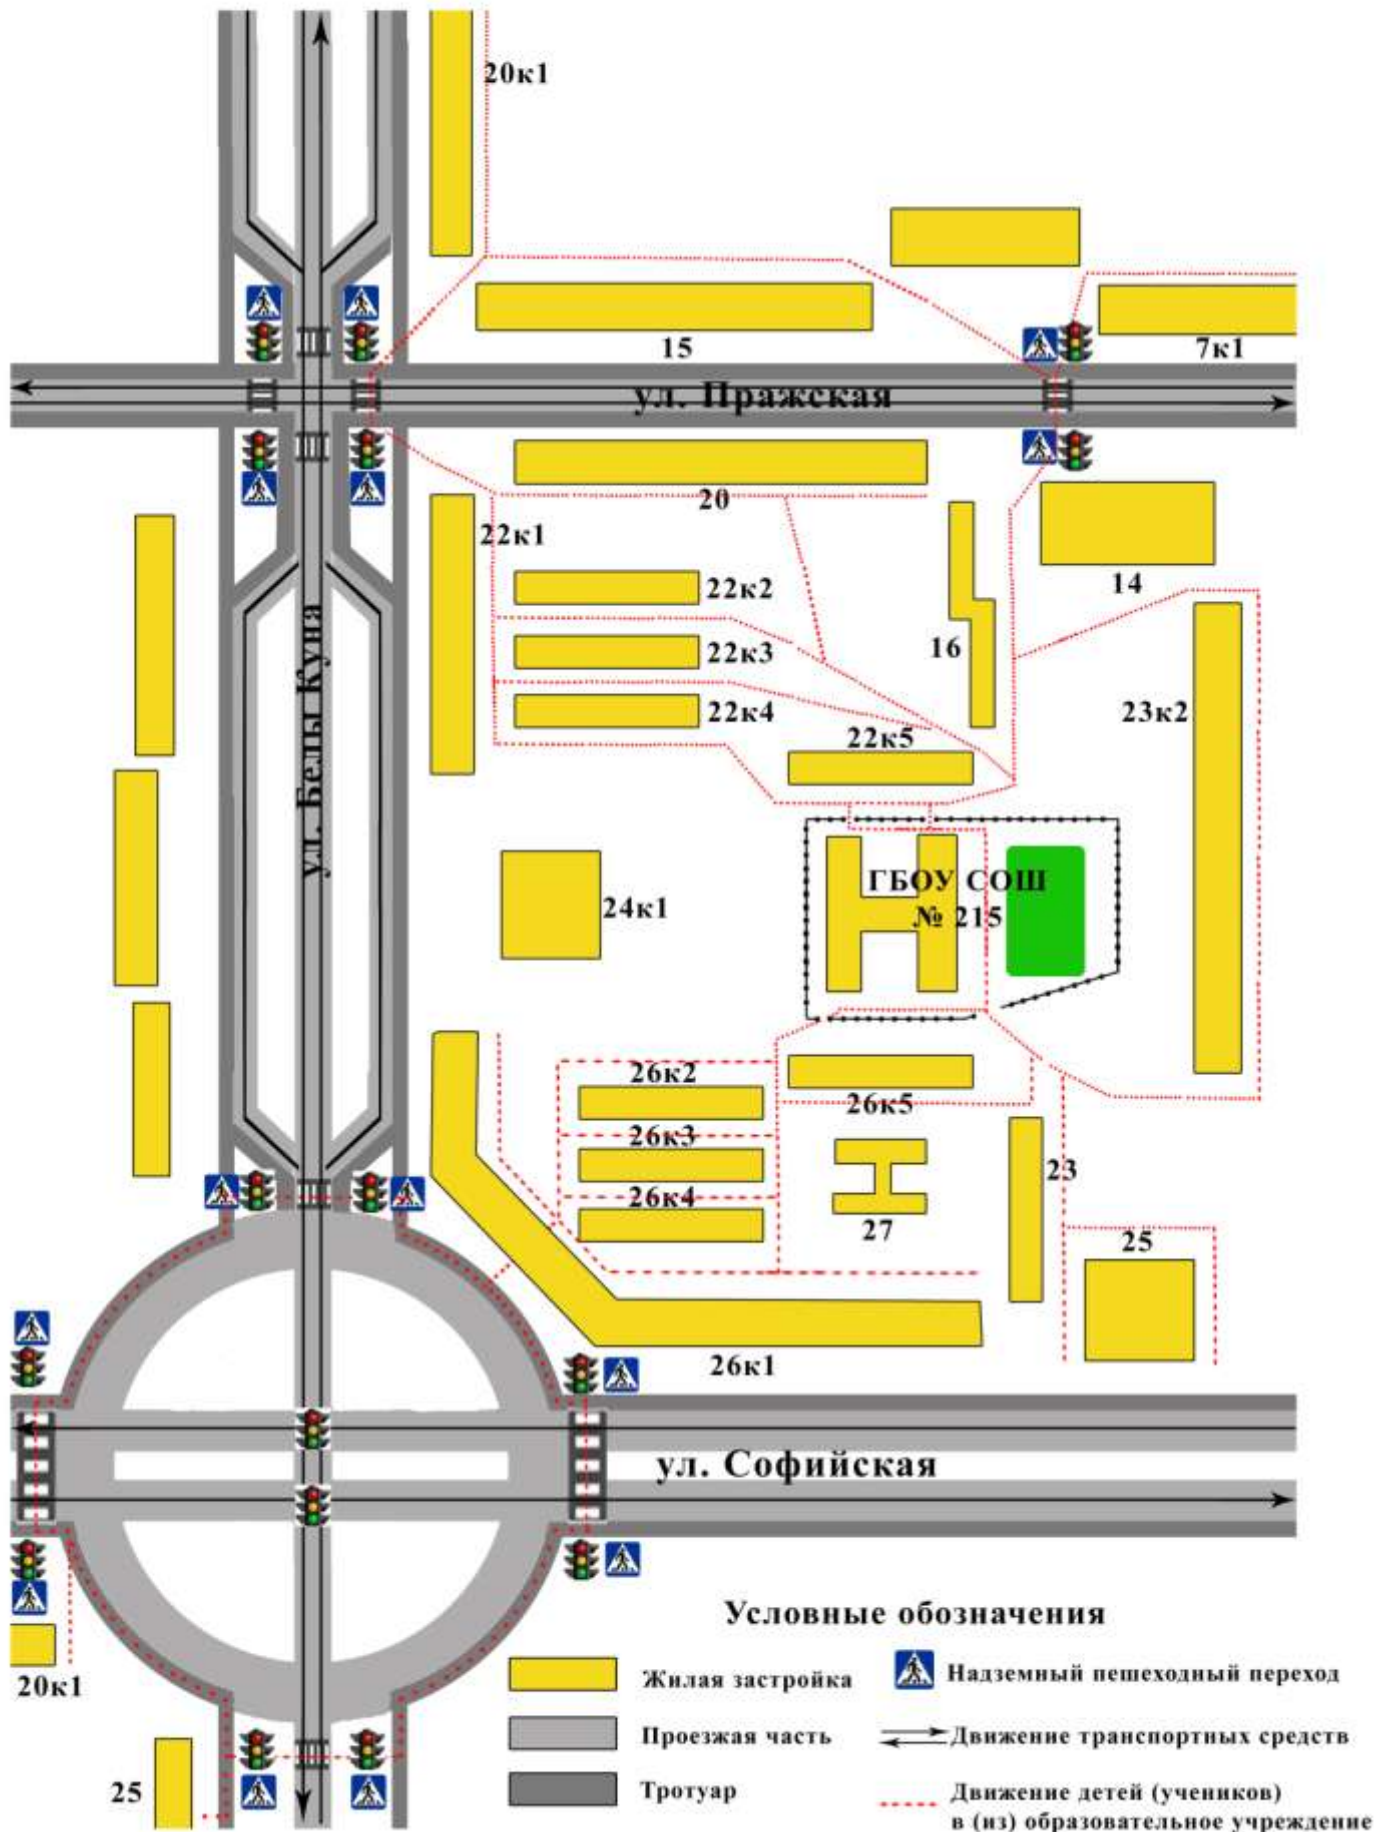 20к1
15
7к1
ул. Пражская
20
22к1
22к2
14
ул. Белы Куна
22к3
16
22к4
23к2
22к5
ГБОУ СОШ
№ 215
24к1
26к2
26к5
26к3
23
26к4
27
25
26к1
ул. Софийская
Условные обозначения
Жилая застройка
Надземный пешеходный переход
20к1
Проезжая часть
Движение транспортных средств
25
Тротуар
Движение детей (учеников)
в (из) образовательное учреждение